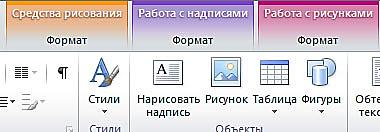 Средства рисования Работа с надписями Работа с рисунками
Формат Формат Формат
¶
Стили Нарисовать надпись Рисунок Таблица Фигуры
Стили Объекты